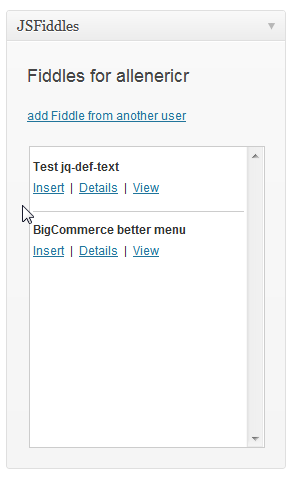 JSFiddles
Fiddles for allenericr
add Fiddle from another user
Test jq-def-text
Insert | Details | View
BigCommerce better menu
Insert | Details | View